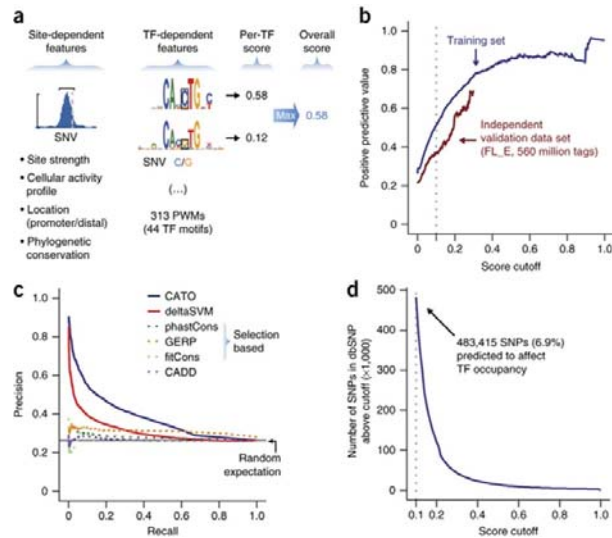 a
Site-dependent
features
TF-dependent
features
Per-TF
score
Overall
score
SNV
0.58
0.12
Max
0.58
SNV C/G
(...)
313 PWMs
(44 TF motifs)
• Site strength
• Cellular activity
profile
• Location
(promoter/distal)
• Phylogenetic
conservation
b
Positive predictive value
1.0
0.8
0.6
0.4
0.2
0
Training set
Independent
validation data set
(FL_E, 560 million tags)
0 0.2 0.4 0.6 0.8 1.0
Score cutoff
c
Precision
1.0
0.8
0.6
0.4
0.2
0
CATO
deltaSVM
phastCons
GERP
fitCons
CADD
Selection
based
Random
expectation
0 0.2 0.4 0.6 0.8 1.0
Recall
d
Number of SNPs in dbSNP
above cutoff (×1,000)
500
400
300
200
100
0
483,415 SNPs (6.9%)
predicted to affect
TF occupancy
0.1 0.2 0.4 0.6 0.8 1.0
Score cutoff